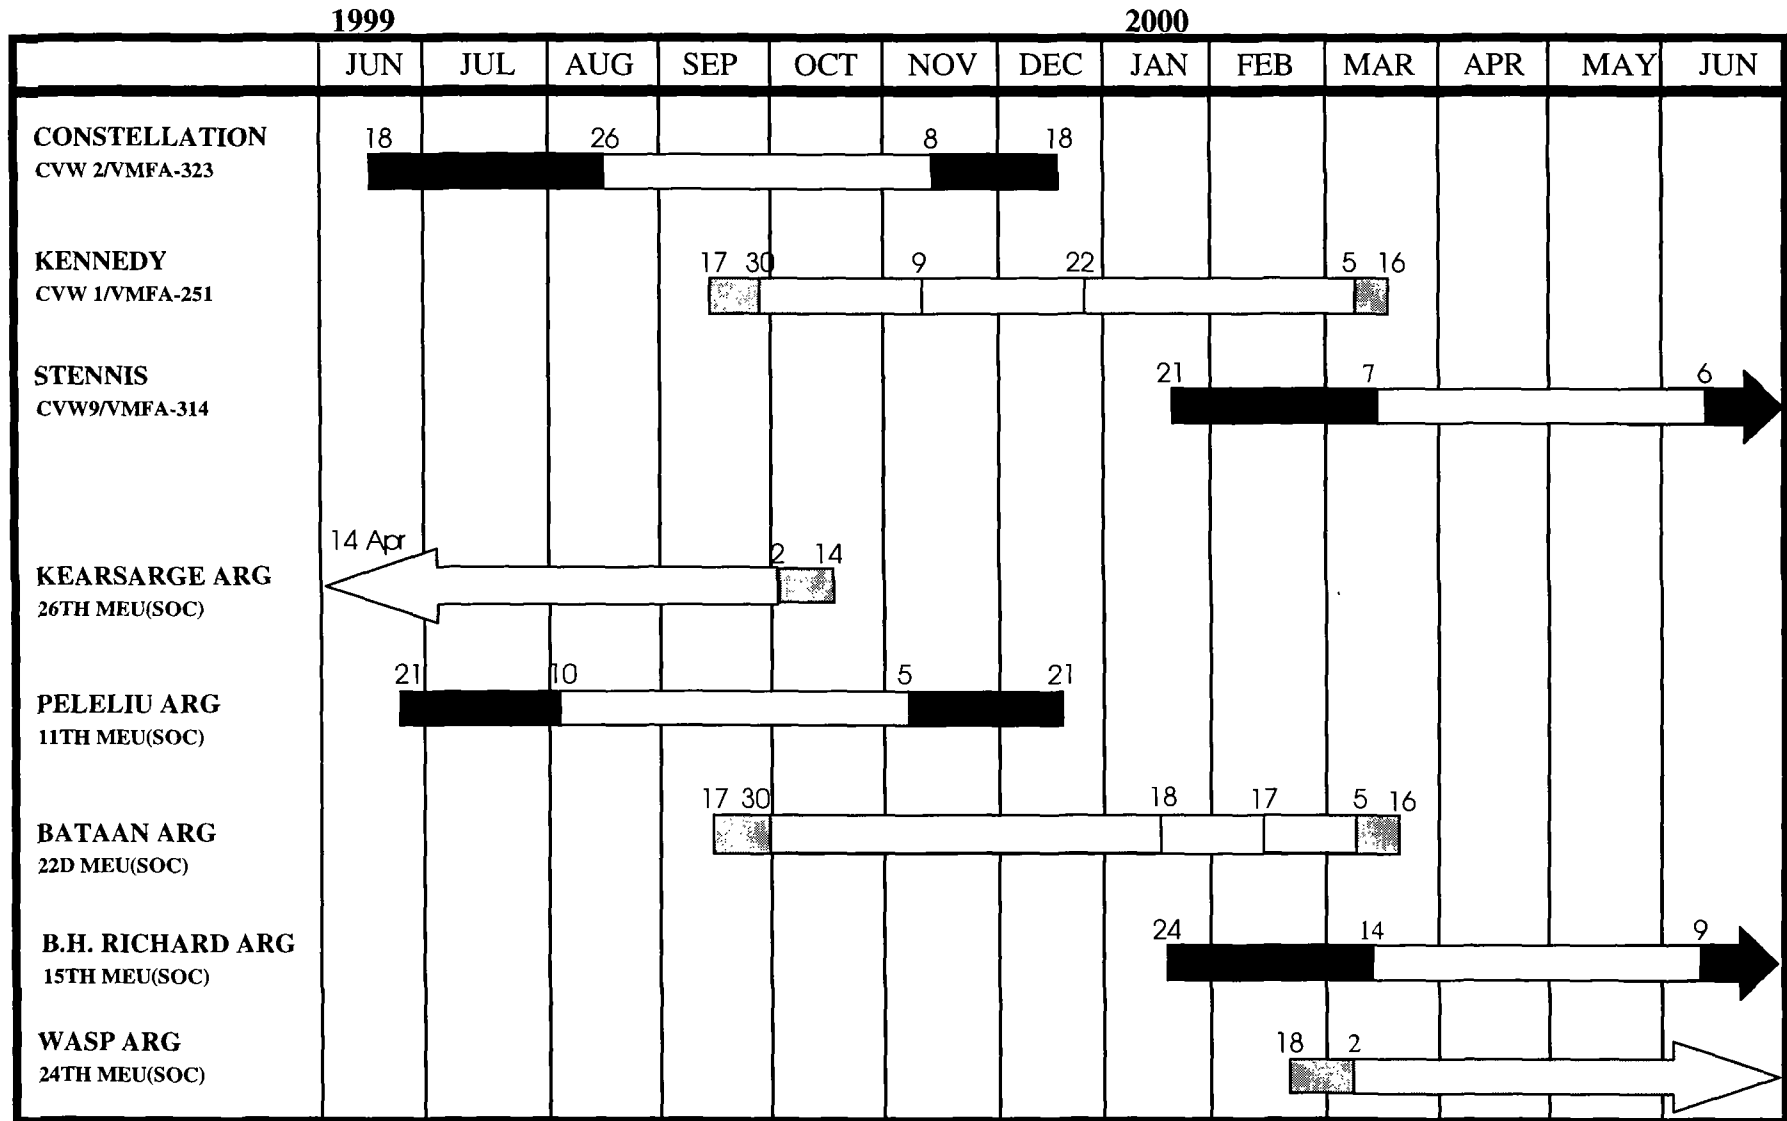 1999 2000
JUN JUL AUG SEP OCT NOV DEC JAN FEB MAR APR MAY JUN
CONSTELLATION 18 26 8 18
CVW 2/VMFA-323
KENNEDY 17 30 9 22 5 16
CVW 1/VMFA-251
STENNIS 21 7 6
CVW9/VMFA-314
14 Apr 2 14
KEARSARGE ARG
26TH MEU(SOC)
21 10 5 21
PELELIU ARG
11TH MEU(SOC)
17 30 18 17 5 16
BATAAN ARG
22D MEU(SOC)
24 14 9
B.H. RICHARD ARG
15TH MEU(SOC)
WASP ARG 18 2
24TH MEU(SOC)